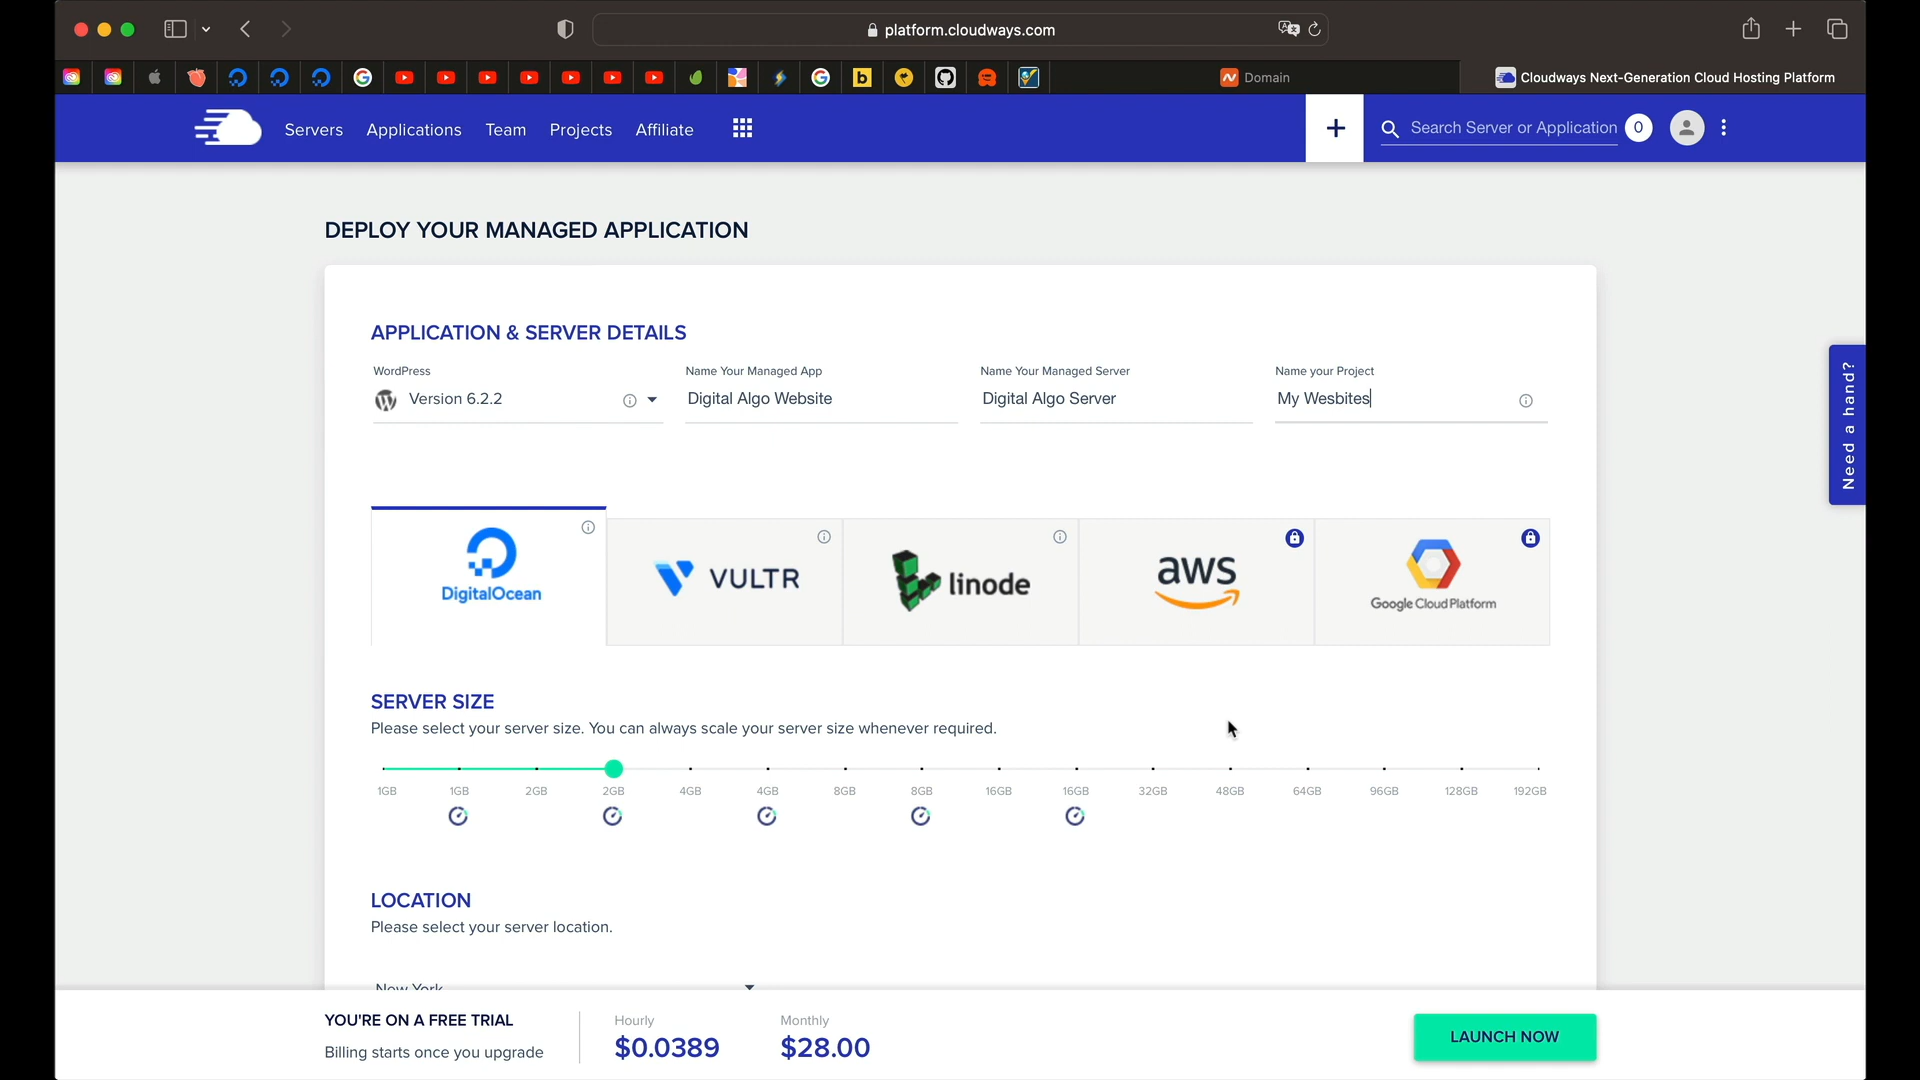 platform.cloudways.com
Domain
Cloudways Next-Generation Cloud Hosting Platform
Servers
Applications
Team
Projects
Affiliate
+
Search Server or Application
0
DEPLOY YOUR MANAGED APPLICATION
APPLICATION & SERVER DETAILS
WordPress
Version 6.2.2
Name Your Managed App
Digital Algo Website
Name Your Managed Server
Digital Algo Server
Name your Project
My Wesbites
Need a hand?
DigitalOcean
VULTR
linode
aws
Google Cloud Platform
SERVER SIZE
Please select your server size. You can always scale your server size whenever required.
1GB 1GB 2GB 2GB 4GB 4GB 8GB 8GB 16GB 16GB 32GB 48GB 64GB 96GB 128GB 192GB
LOCATION
Please select your server location.
New York
YOU'RE ON A FREE TRIAL
Billing starts once you upgrade
Hourly
$0.0389
Monthly
$28.00
LAUNCH NOW